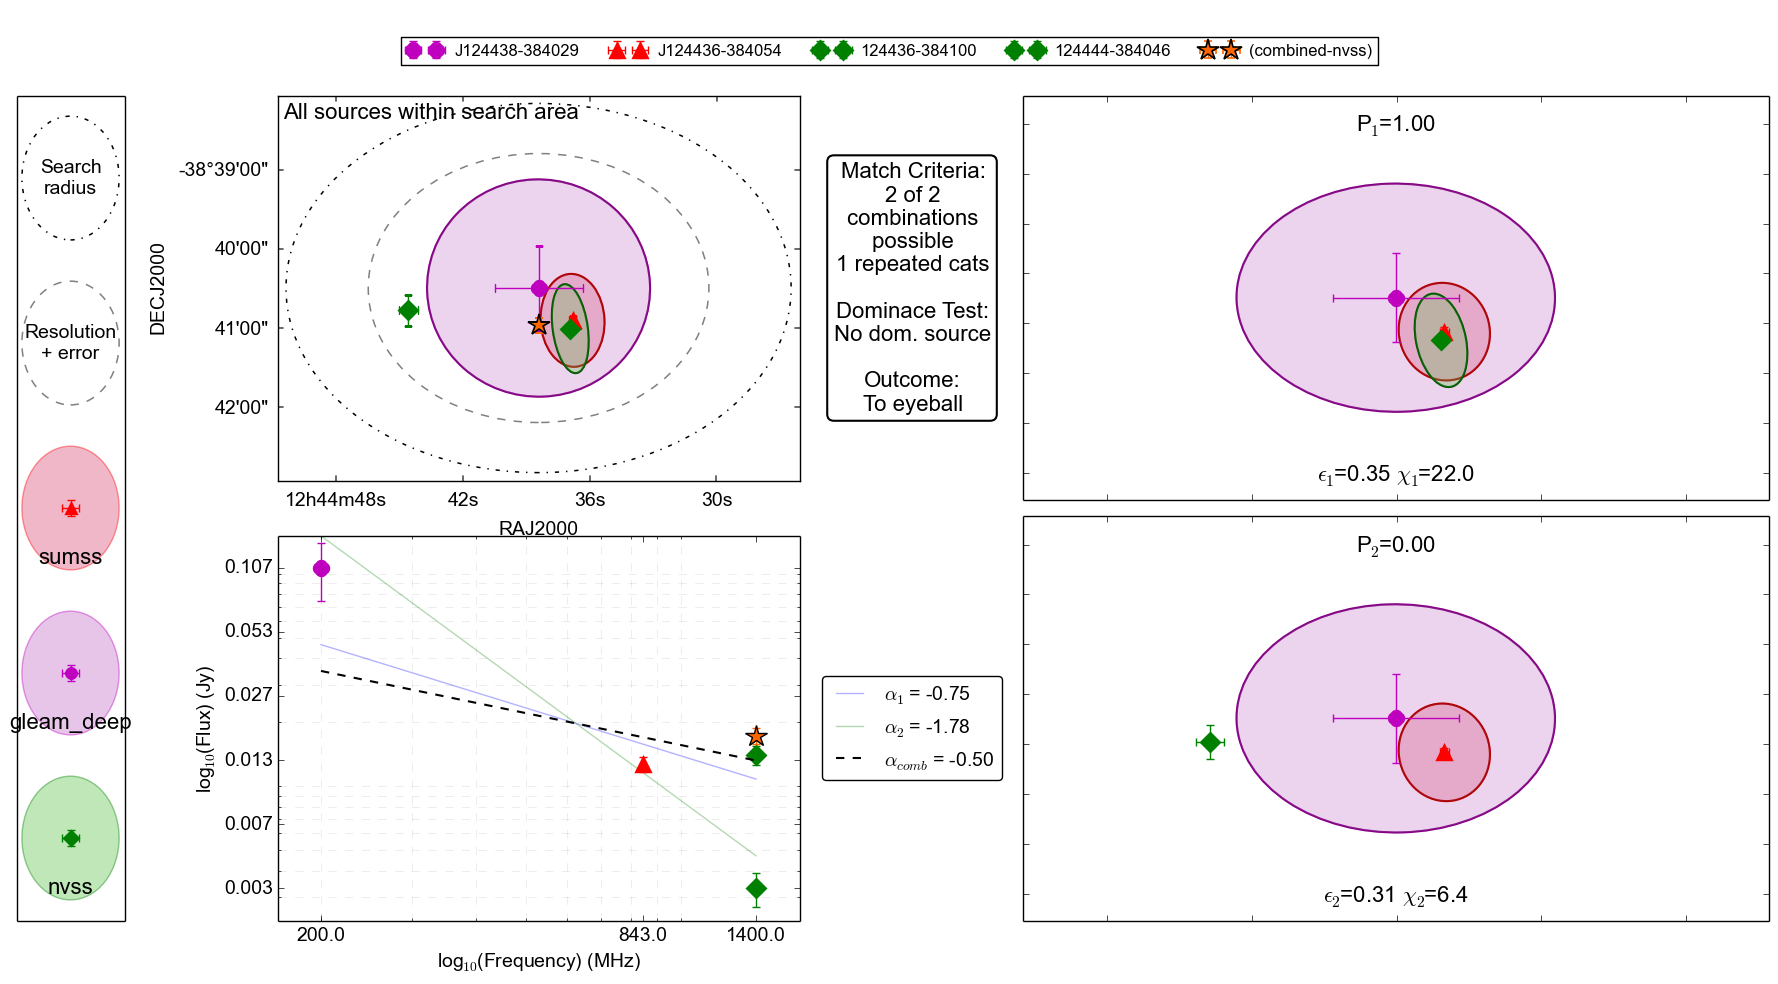 J124438-384029
J124436-384054
124436-384100
124444-384046
(combined-nvss)
Search
radius
Resolution
+ error
sumss
gleam_deep
nvss
All sources within search area
DECJ2000
-38°39'00"
40'00"
41'00"
42'00"
12h44m48s
42s
36s
30s
RAJ2000
Match Criteria:
2 of 2
combinations
possible
1 repeated cats
Dominace Test:
No dom. source
Outcome:
To eyeball
P₁=1.00
ϵ₁=0.35 χ₁=22.0
log₁₀(Flux) (Jy)
0.107
0.053
0.027
0.013
0.007
0.003
200.0
843.0
1400.0
log₁₀(Frequency) (MHz)
α₁ = -0.75
α₂ = -1.78
α_comb = -0.50
P₂=0.00
ϵ₂=0.31 χ₂=6.4